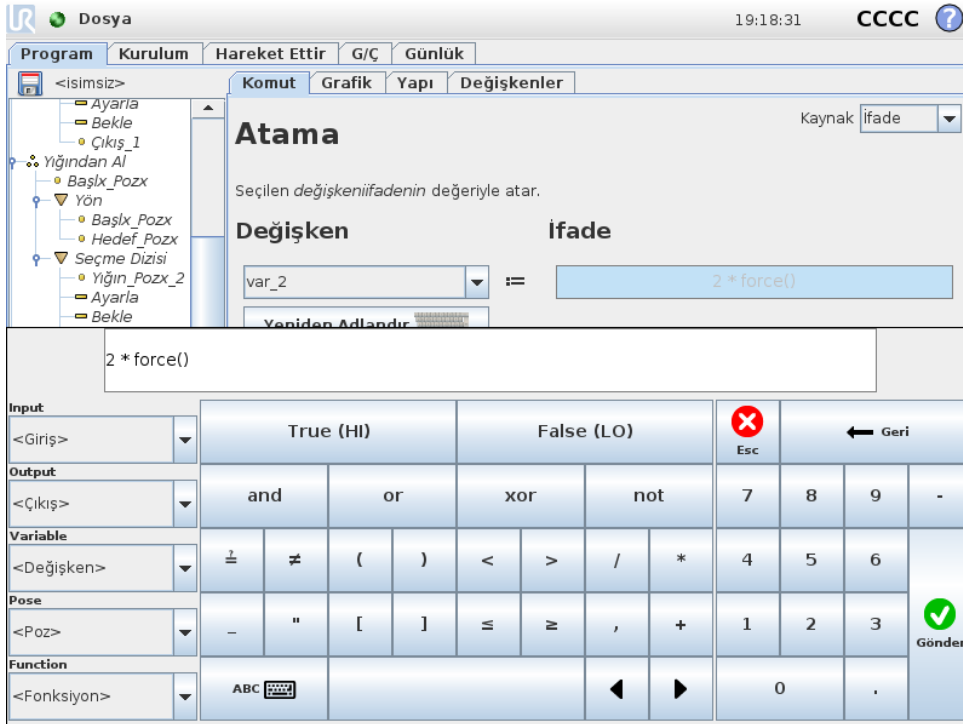 UR Dosya 19:18:31 CCCC ?
Program Kurulum Hareket Ettir G/Ç Günlük
<isimsiz> Komut Grafik Yapı Değişkenler
Ayarla
Bekle
Çıkış_1
Yığından Al
Başlx_Pozx
Yön
Başlx_Pozx
Hedef_Pozx
Seçme Dizisi
Yığın_Pozx_2
Ayarla
Bekle
Kaynak İfade
Atama
Seçilen değişkeniifadenin değeriyle atar.
Değişken İfade
var_2 := 2 * force()
Yeniden Adlandır
2 * force()
Input
<Giriş> True (HI) False (LO) Esc Geri
Output
<Çıkış> and or xor not 7 8 9 -
Variable
<Değişken> ≟ ≠ ( ) < > / * 4 5 6
Pose
<Poz> _ " [ ] ≤ ≥ , + 1 2 3 Gönder
Function
<Fonksiyon> ABC 0 .